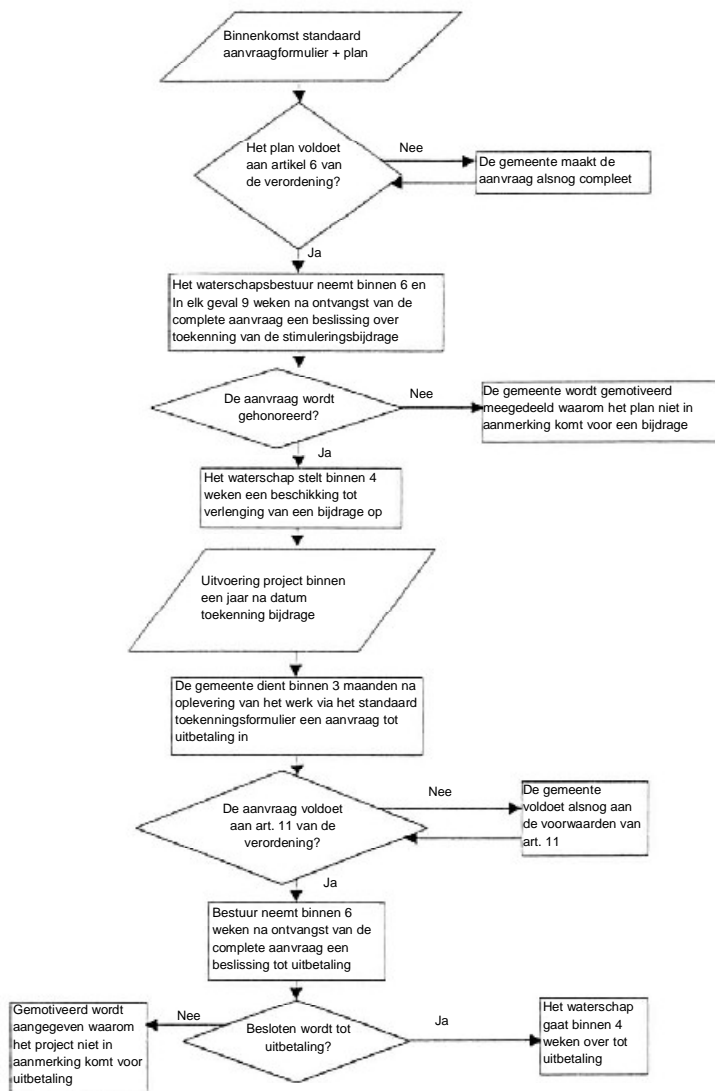 Binnenkomst standaard
aanvraagformulier + plan
Het plan voldoet
aan artikel 6 van
de verordening?
Nee
De gemeente maakt de
aanvraag alsnog compleet
Ja
Het waterschapsbestuur neemt binnen 6 en
In elk geval 9 weken na ontvangst van de
complete aanvraag een beslissing over
toekenning van de stimuleringsbijdrage
De aanvraag wordt
gehonoreerd?
Nee
De gemeente wordt gemotiveerd
meegedeeld waarom het plan niet in
aanmerking komt voor een bijdrage
Ja
Het waterschap stelt binnen 4
weken een beschikking tot
verlenging van een bijdrage op
Uitvoering project binnen
een jaar na datum
toekenning bijdrage
De gemeente dient binnen 3 maanden na
oplevering van het werk via het standaard
toekenningsformulier een aanvraag tot
uitbetaling in
De aanvraag voldoet
aan art. 11 van de
verordening?
Nee
De gemeente
voldoet alsnog aan
de voorwaarden van
art. 11
Ja
Bestuur neemt binnen 6
weken na ontvangst van de
complete aanvraag een
beslissing tot uitbetaling
Besloten wordt tot
uitbetaling?
Nee
Gemotiveerd wordt
aangegeven waarom
het project niet in
aanmerking komt voor
uitbetaling
Ja
Het waterschap
gaat binnen 4
weken over tot
uitbetaling